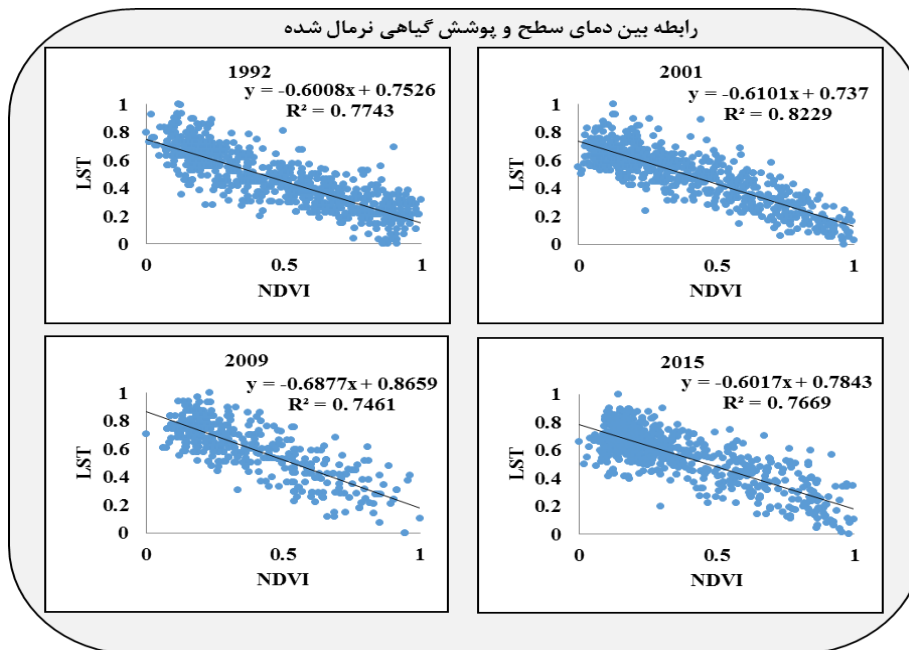 رابطه بین دمای سطح و پوشش گیاهی نرمال شده
1992
y = -0.6008x + 0.7526
R² = 0.7743
1
0.8
0.6
0.4
0.2
0
LST
0 0.5 1
NDVI
2001
y = -0.6101x + 0.737
R² = 0.8229
1
0.8
0.6
0.4
0.2
0
LST
0 0.5 1
NDVI
2009
y = -0.6877x + 0.8659
R² = 0.7461
1
0.8
0.6
0.4
0.2
0
LST
0 0.5 1
NDVI
2015
y = -0.6017x + 0.7843
R² = 0.7669
1
0.8
0.6
0.4
0.2
0
LST
0 0.5 1
NDVI